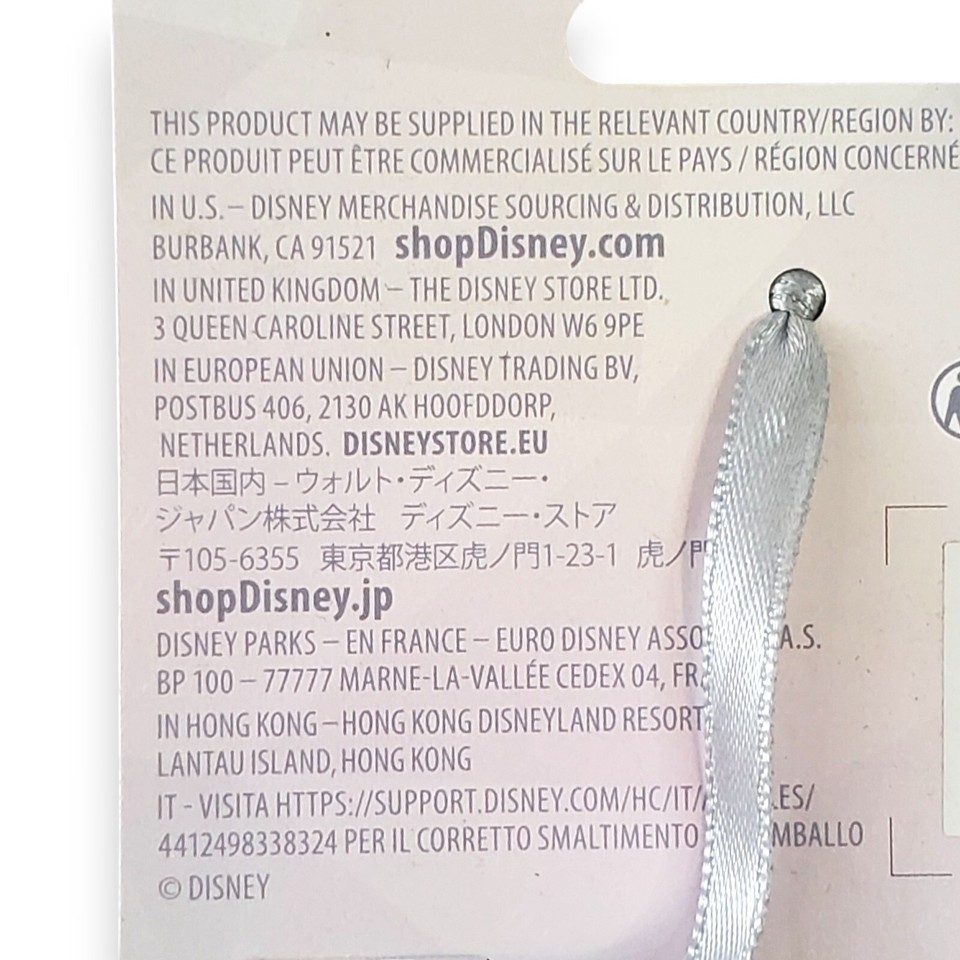 THIS PRODUCT MAY BE SUPPLIED IN THE RELEVANT COUNTRY/REGION BY:
CE PRODUIT PEUT ÊTRE COMMERCIALISÉ SUR LE PAYS / RÉGION CONCERNÉ
IN U.S. – DISNEY MERCHANDISE SOURCING & DISTRIBUTION, LLC
BURBANK, CA 91521 shopDisney.com
IN UNITED KINGDOM – THE DISNEY STORE LTD.,
3 QUEEN CAROLINE STREET, LONDON W6 9PE
IN EUROPEAN UNION – DISNEY TRADING BV,
POSTBUS 406, 2130 AK HOOFDDORP,
NETHERLANDS. DISNEYSTORE.EU
日本国内 – ウォルト・ディズニー・
ジャパン株式会社 ディズニー・ストア
〒105-6355 東京都港区虎ノ門1-23-1 虎ノ門
shopDisney.jp
DISNEY PARKS – EN FRANCE – EURO DISNEY A.S.
BP 100 – 77777 MARNE-LA-VALLÉE CEDEX 04,
IN HONG KONG – HONG KONG DISNEYLAND RESORT
LANTAU ISLAND, HONG KONG
IT - VISITA HTTPS://SUPPORT.DISNEY.COM/HC/IT/
4412498338324 PER IL CORRETTO SMALTIMENTO
© DISNEY